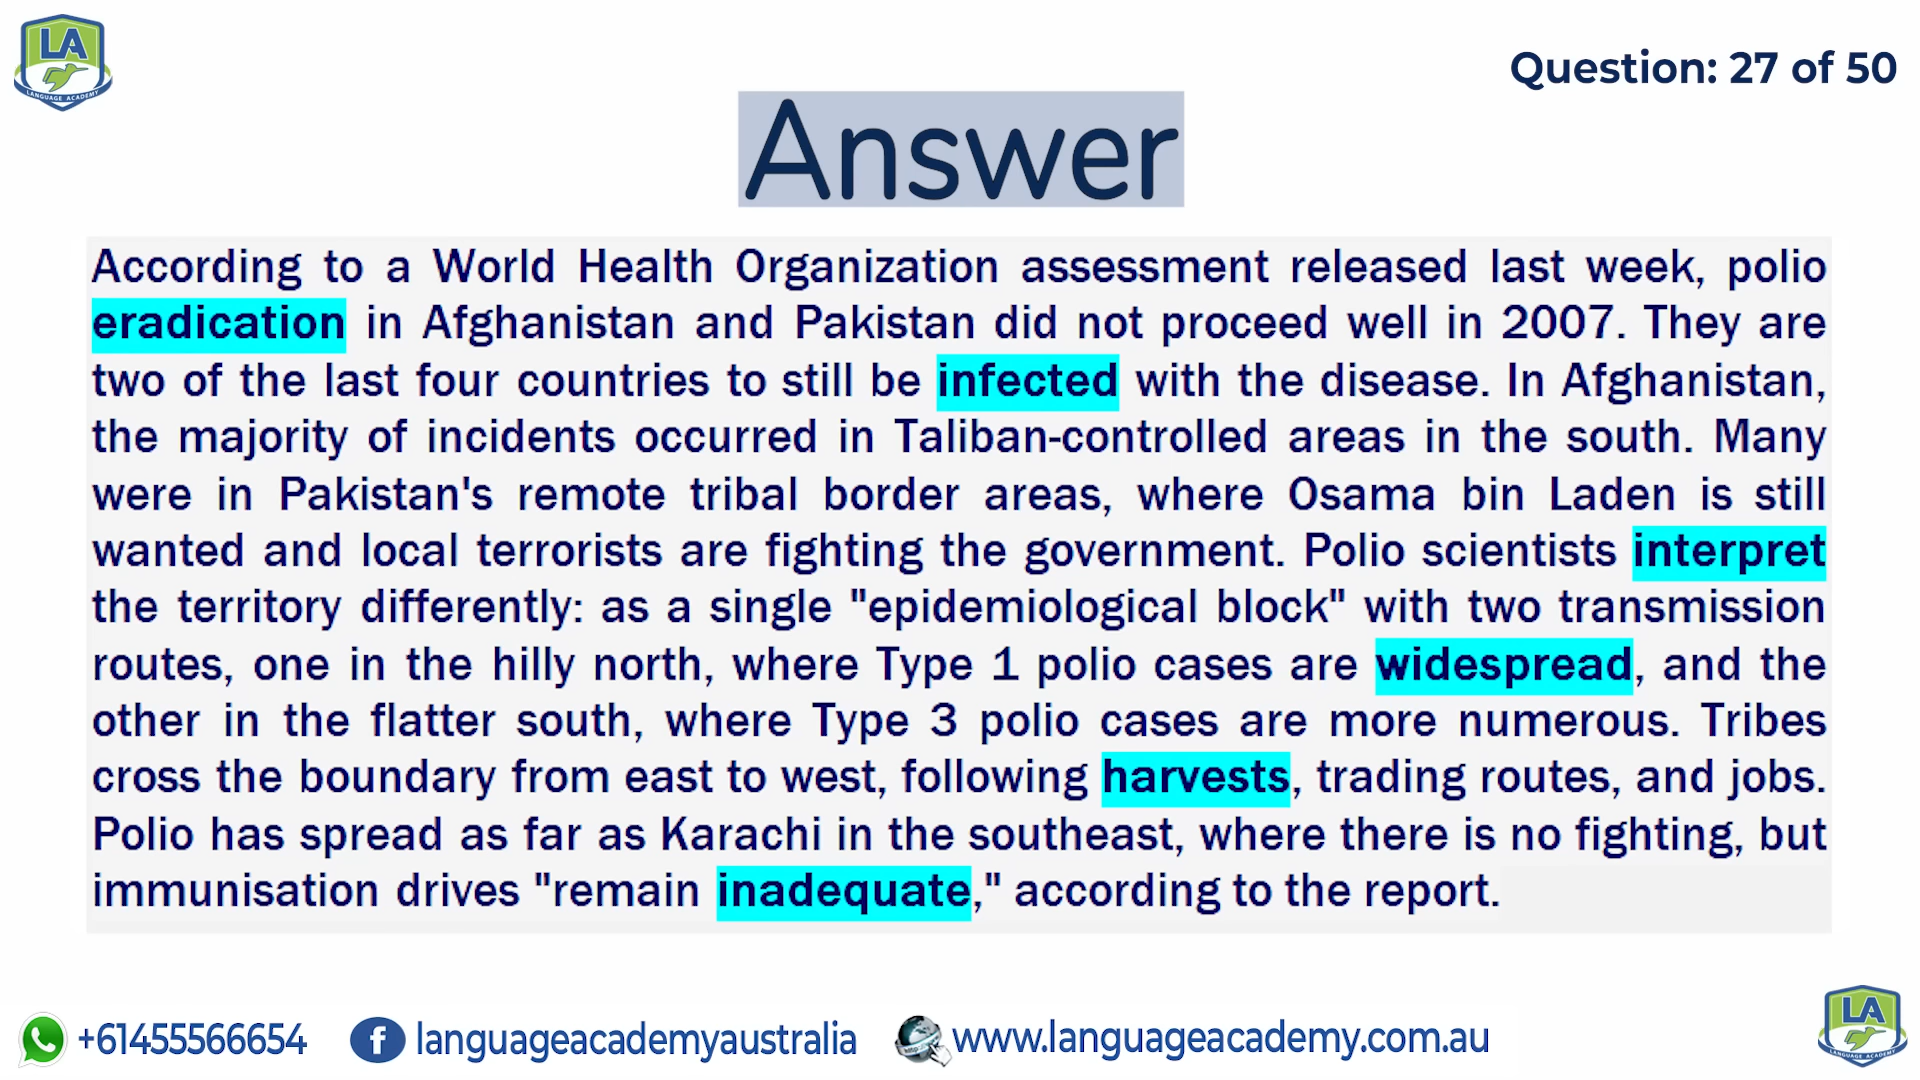 LA
LANGUAGE ACADEMY
Question: 27 of 50
Answer
According to a World Health Organization assessment released last week, polio
eradication in Afghanistan and Pakistan did not proceed well in 2007. They are
two of the last four countries to still be infected with the disease. In Afghanistan,
the majority of incidents occurred in Taliban-controlled areas in the south. Many
were in Pakistan's remote tribal border areas, where Osama bin Laden is still
wanted and local terrorists are fighting the government. Polio scientists interpret
the territory differently: as a single "epidemiological block" with two transmission
routes, one in the hilly north, where Type 1 polio cases are widespread, and the
other in the flatter south, where Type 3 polio cases are more numerous. Tribes
cross the boundary from east to west, following harvests, trading routes, and jobs.
Polio has spread as far as Karachi in the southeast, where there is no fighting, but
immunisation drives "remain inadequate," according to the report.
+61455566654
f languageacademyaustralia
http:// www.languageacademy.com.au
LA
LANGUAGE ACADEMY